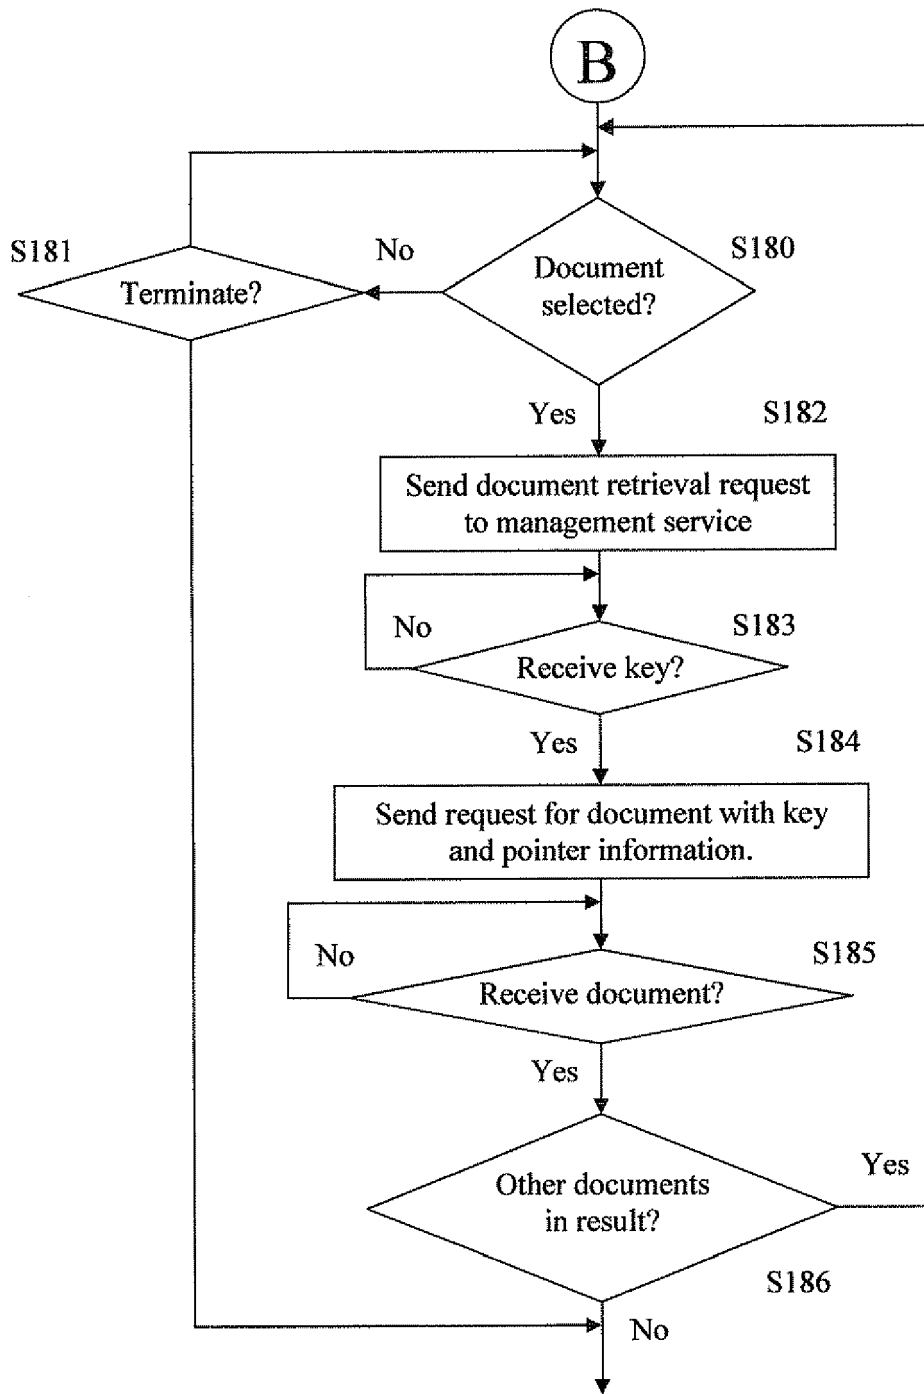 B
S181
No
S180
Terminate?
Document
selected?
Yes
S182
Send document retrieval request
to management service
No
S183
Receive key?
Yes
S184
Send request for document with key
and pointer information.
No
S185
Receive document?
Yes
Other documents
in result?
Yes
S186
No